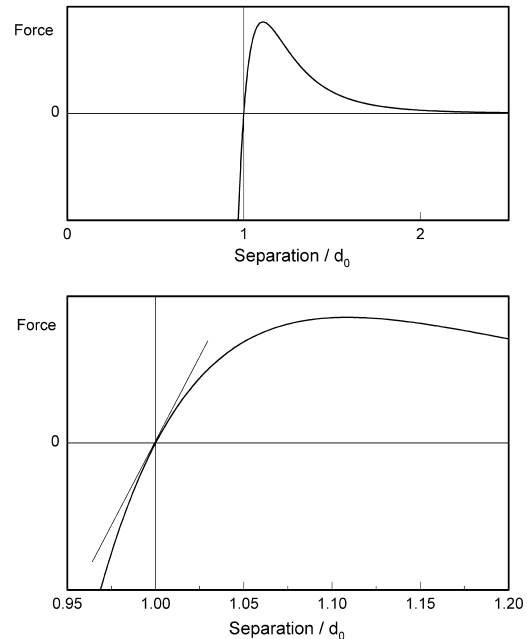 Force
0
0 1 2
Separation / d₀
Force
0
0.95 1.00 1.05 1.10 1.15 1.20
Separation / d₀